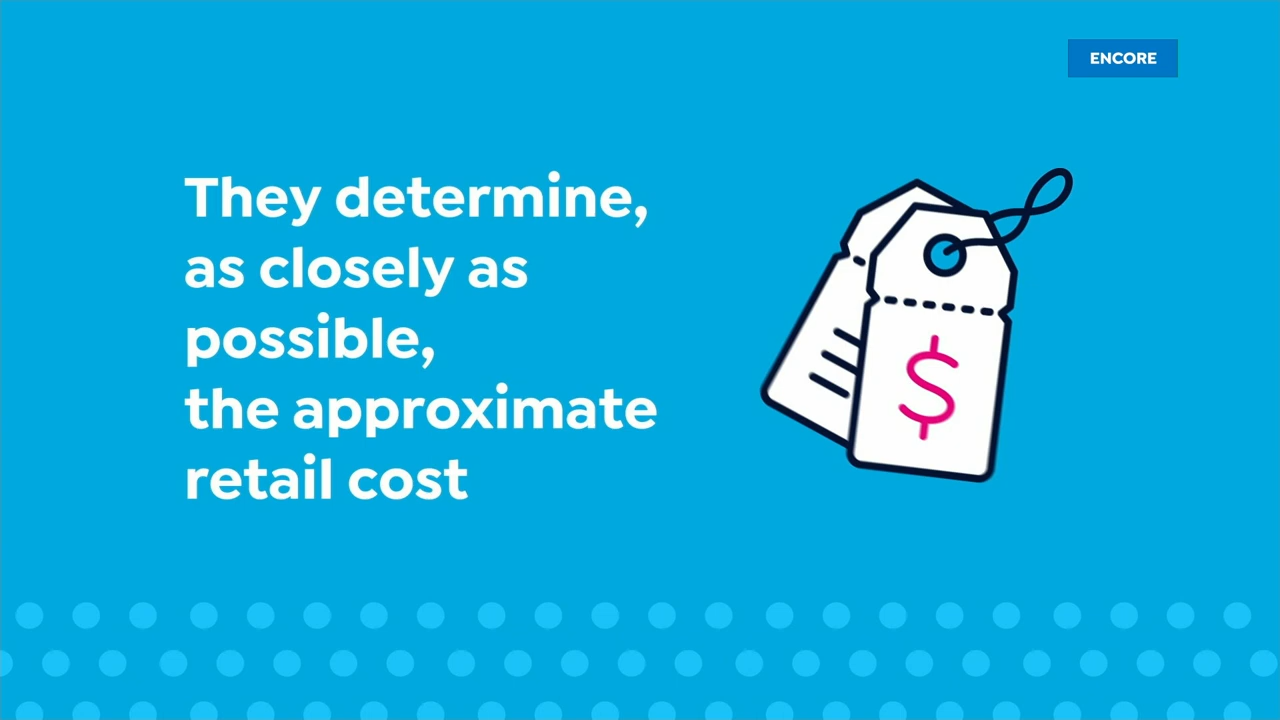 ENCORE
They determine,
as closely as
possible,
the approximate
retail cost
$